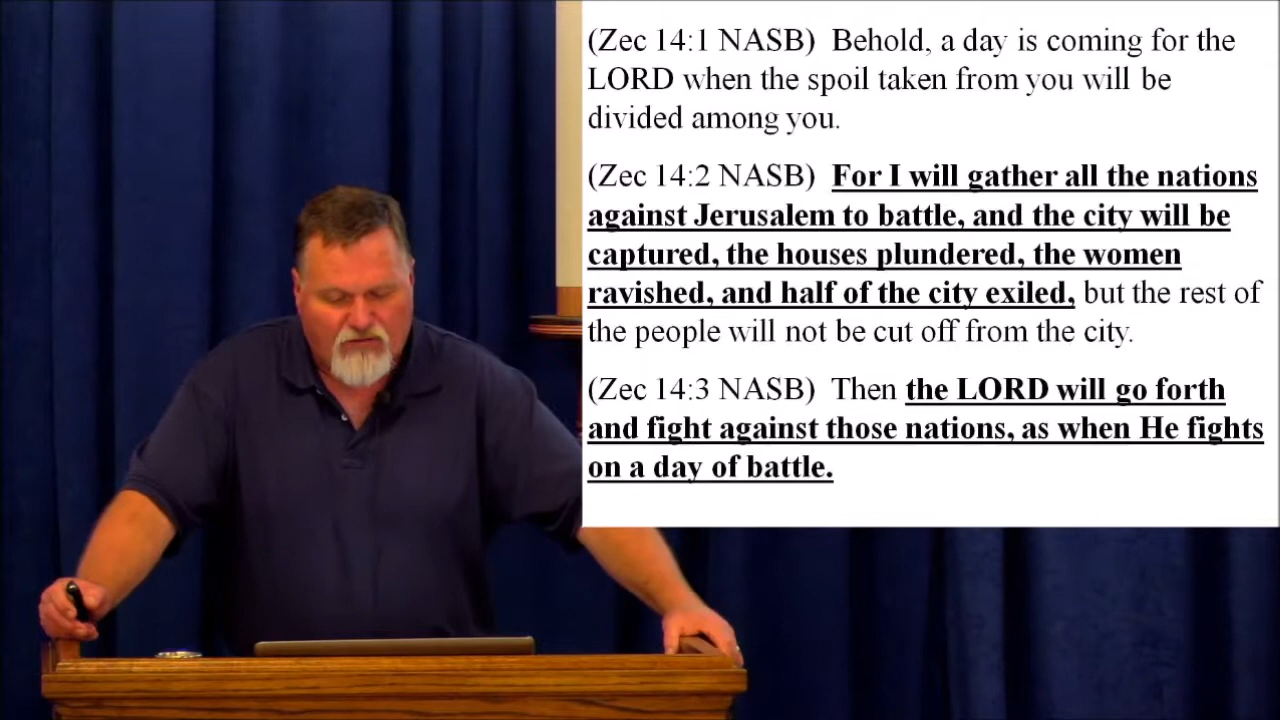 (Zec 14:1 NASB) Behold, a day is coming for the
LORD when the spoil taken from you will be
divided among you.
(Zec 14:2 NASB) For I will gather all the nations
against Jerusalem to battle, and the city will be
captured, the houses plundered, the women
ravished, and half of the city exiled, but the rest of
the people will not be cut off from the city.
(Zec 14:3 NASB) Then the LORD will go forth
and fight against those nations, as when He fights
on a day of battle.